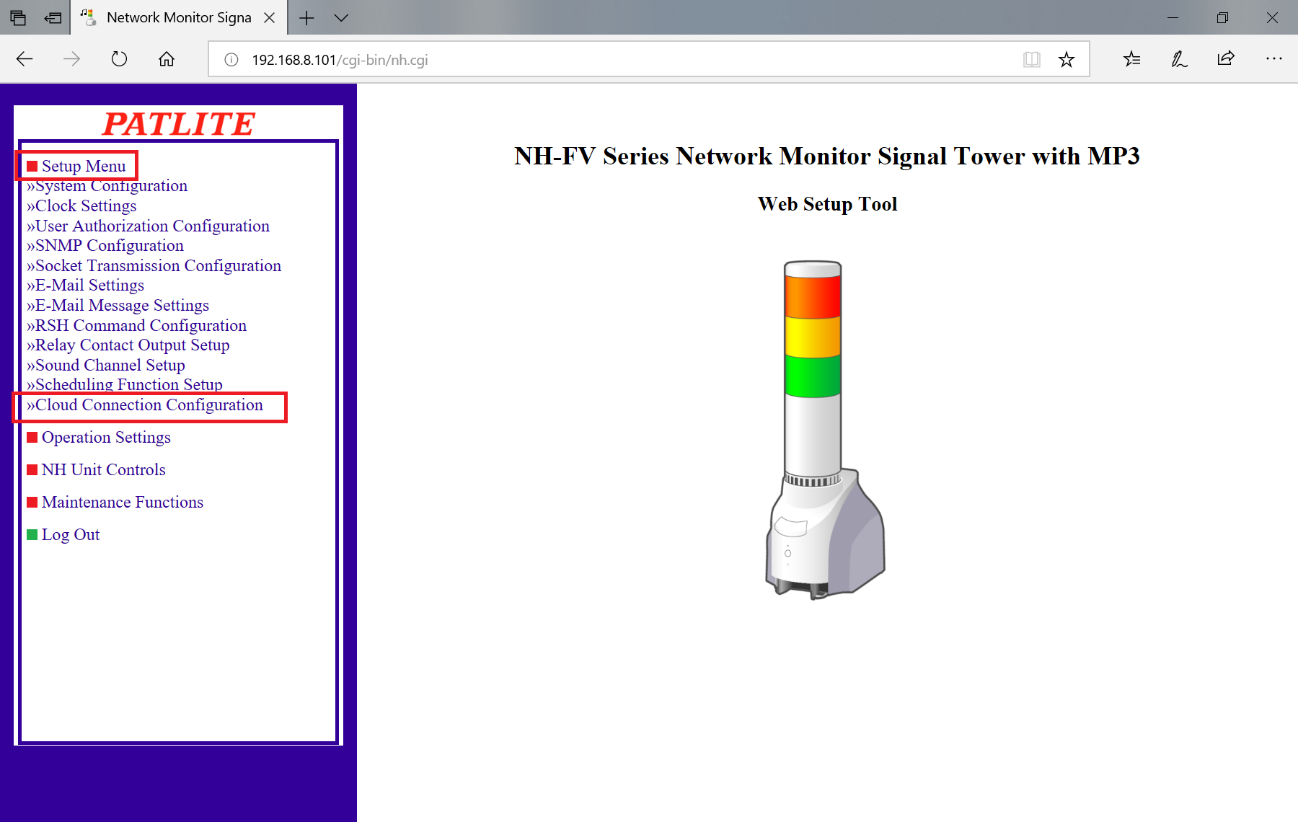 Network Monitor Signa
192.168.8.101/cgi-bin/nh.cgi
PATLITE
Setup Menu
»System Configuration
»Clock Settings
»User Authorization Configuration
»SNMP Configuration
»Socket Transmission Configuration
»E-Mail Settings
»E-Mail Message Settings
»RSH Command Configuration
»Relay Contact Output Setup
»Sound Channel Setup
»Scheduling Function Setup
»Cloud Connection Configuration
Operation Settings
NH Unit Controls
Maintenance Functions
Log Out
NH-FV Series Network Monitor Signal Tower with MP3
Web Setup Tool